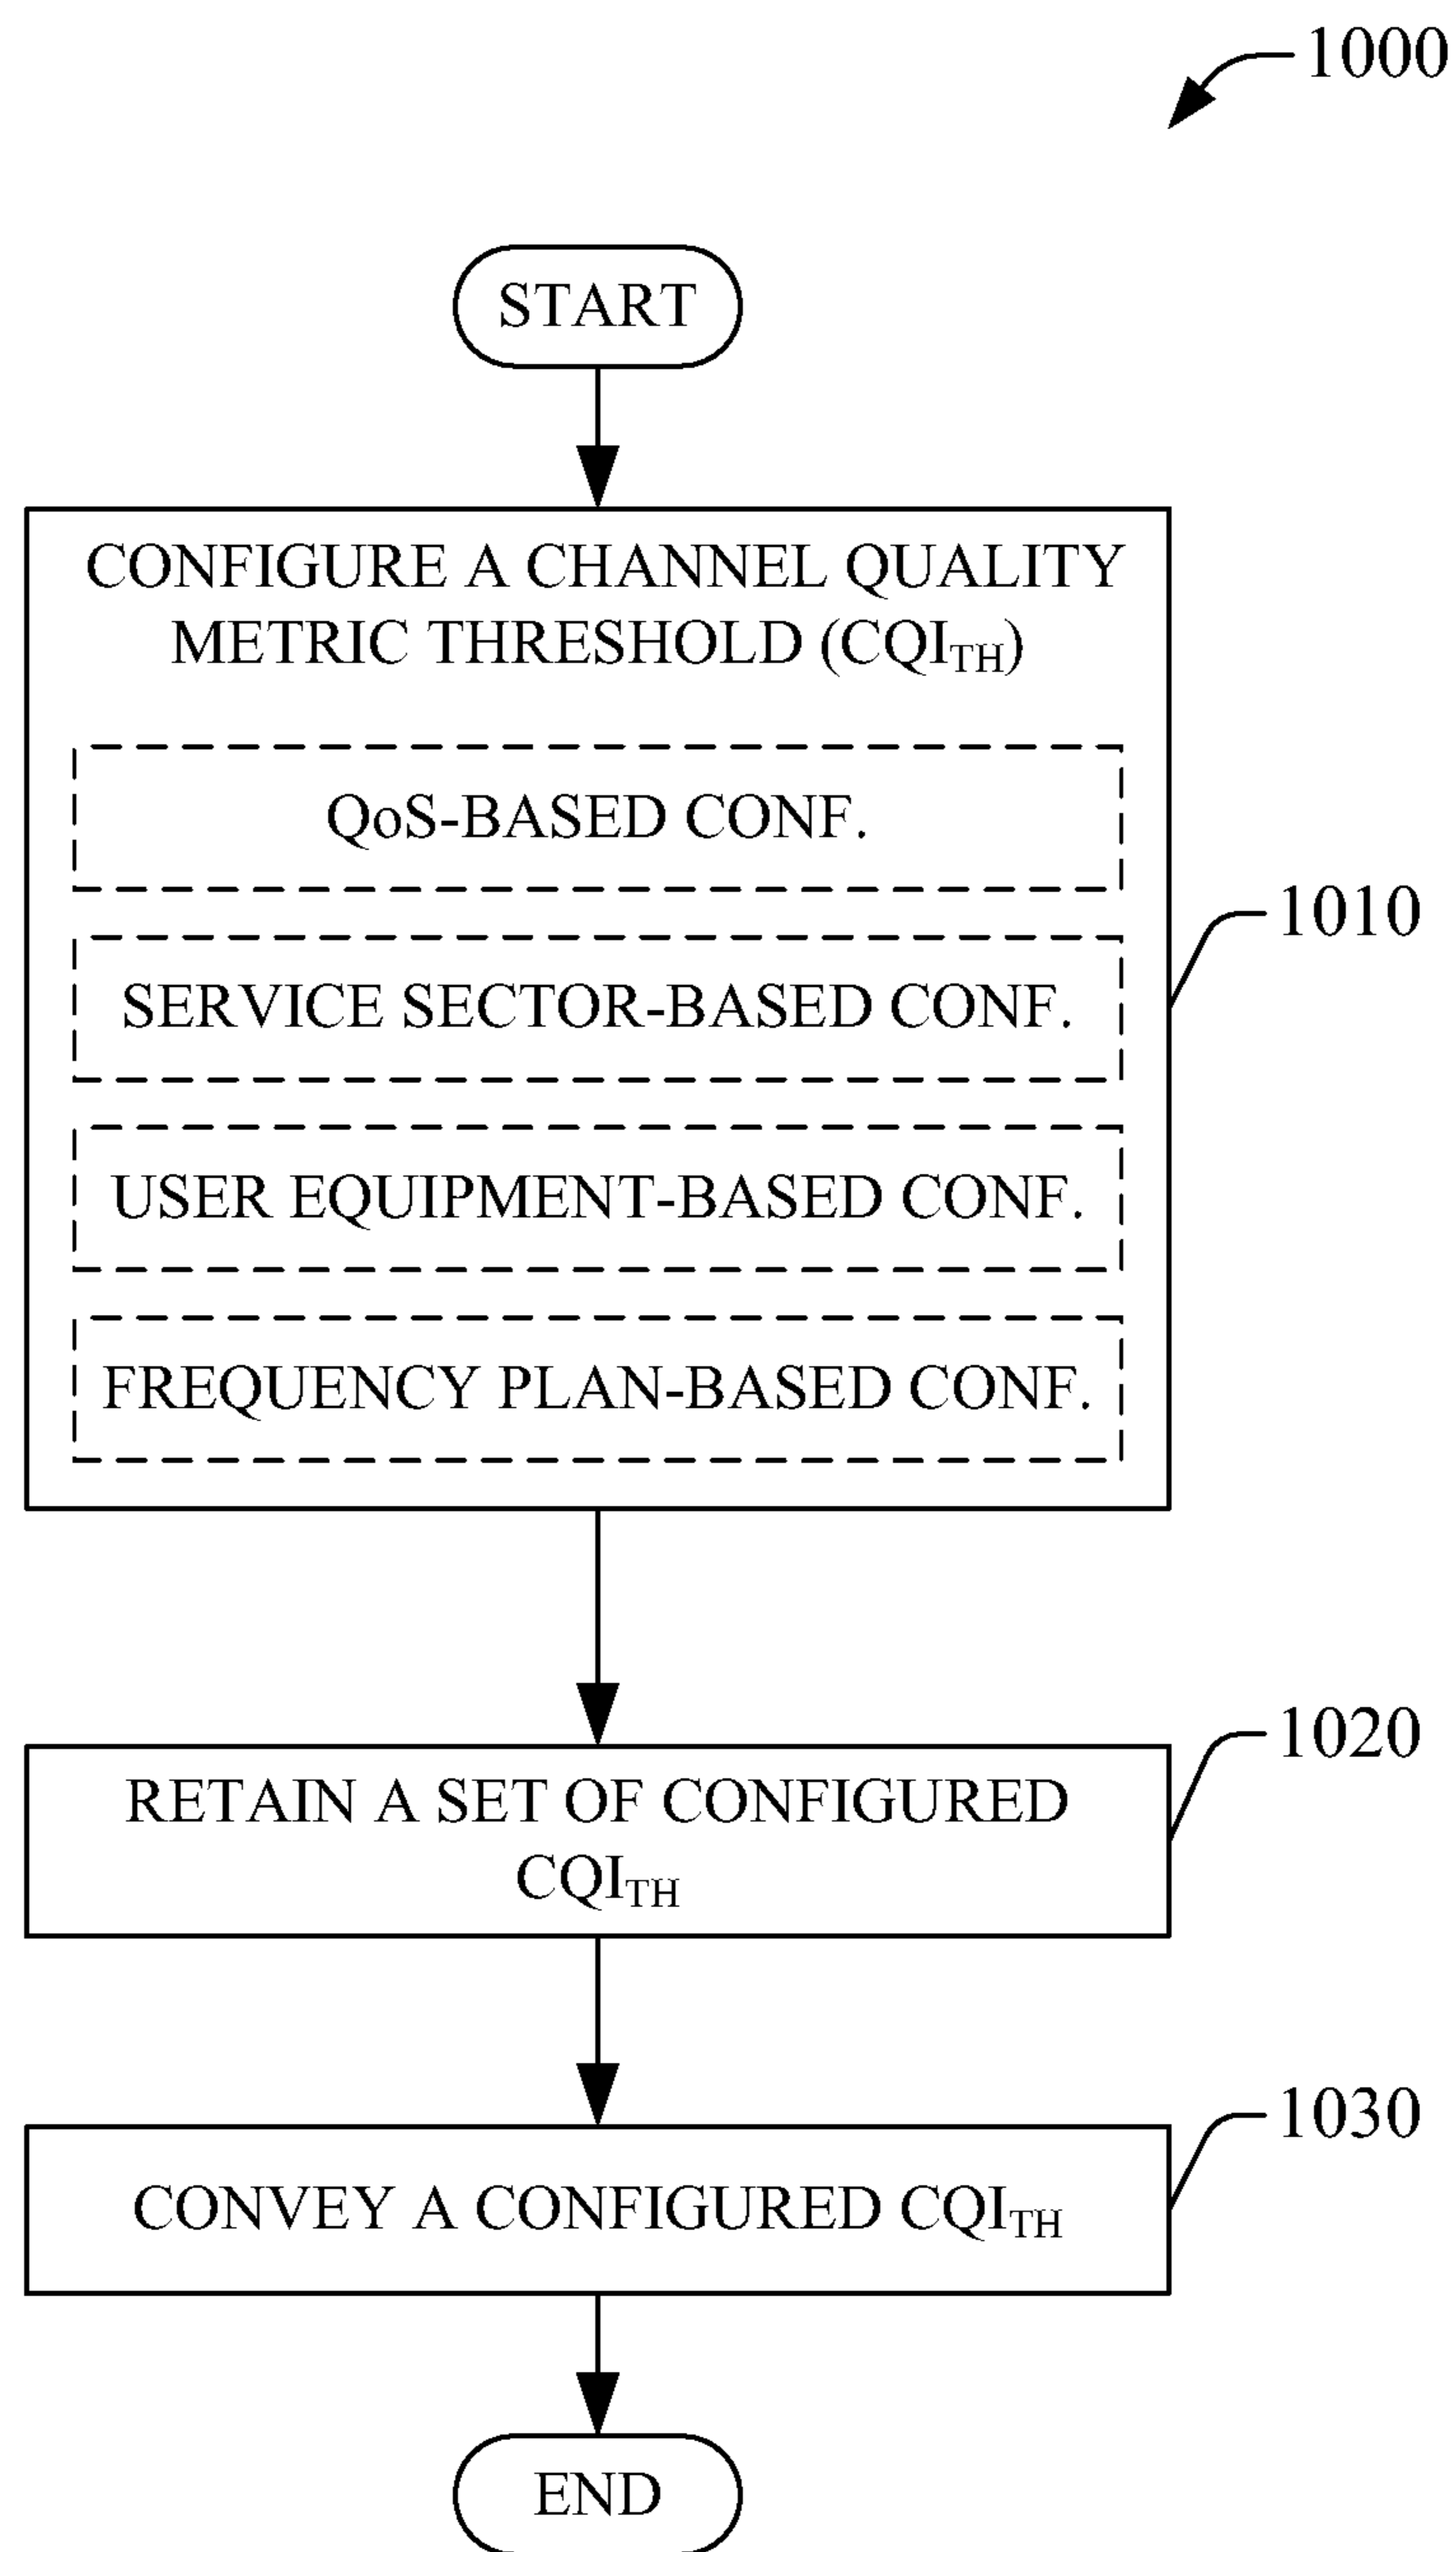 1000
START
CONFIGURE A CHANNEL QUALITY
METRIC THRESHOLD (CQITH)
QoS-BASED CONF.
SERVICE SECTOR-BASED CONF.
1010
USER EQUIPMENT-BASED CONF.
FREQUENCY PLAN-BASED CONF.
1020
RETAIN A SET OF CONFIGURED
CQITH
1030
CONVEY A CONFIGURED CQITH
END